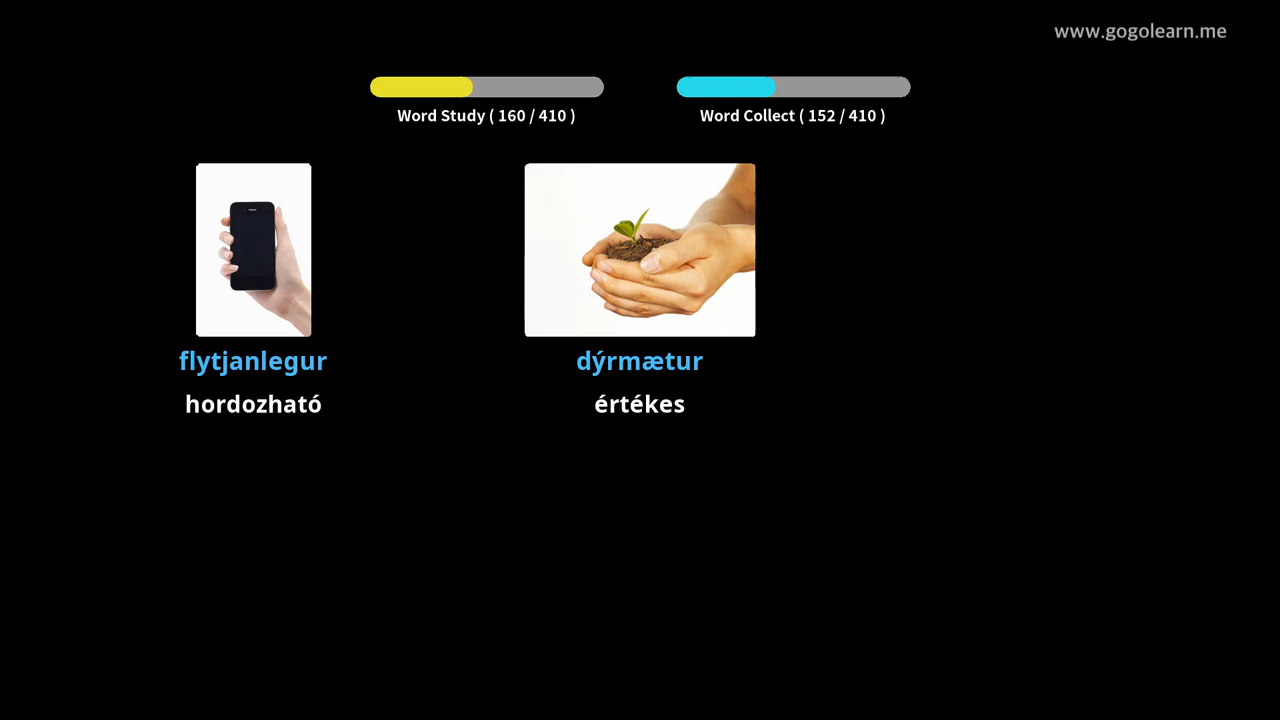 www.gogolearn.me
Word Study ( 160 / 410 )
Word Collect ( 152 / 410 )
flytjanlegur
hordozható
dýrmætur
értékes